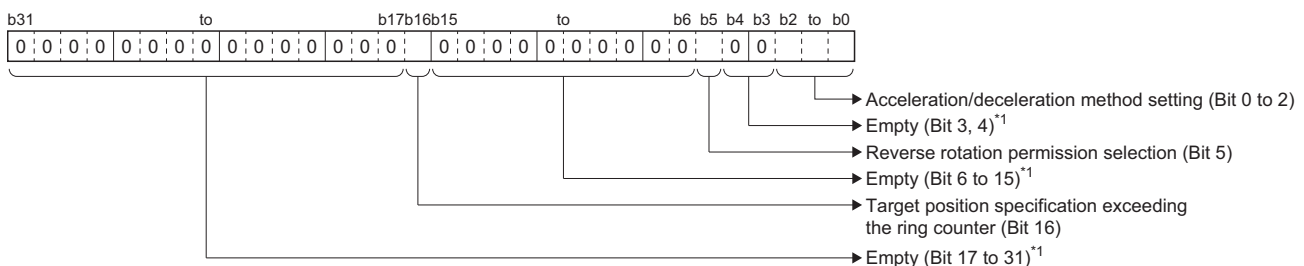 b31 to b17 b16 b15 to b6 b5 b4 b3 b2 to b0
0 0 0 0 0 0 0 0 0 0 0 0 0 0 0 0 0 0 0 0 0 0 0 0 0 0 0
Acceleration/deceleration method setting (Bit 0 to 2)
Empty (Bit 3, 4)*1
Reverse rotation permission selection (Bit 5)
Empty (Bit 6 to 15)*1
Target position specification exceeding
the ring counter (Bit 16)
Empty (Bit 17 to 31)*1